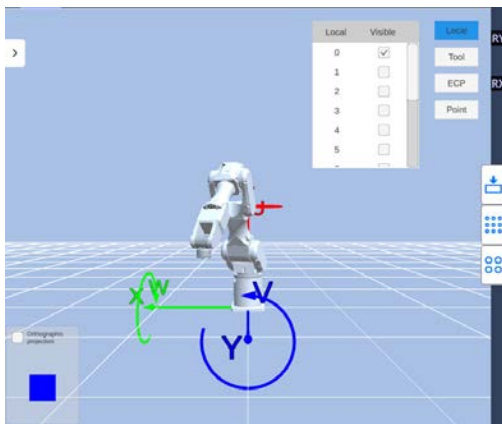 Local Visible Local
0
1
2
3
4
5
Tool
ECP
Point
RY
RX
>
X W
V
Y
Orthographic
projection